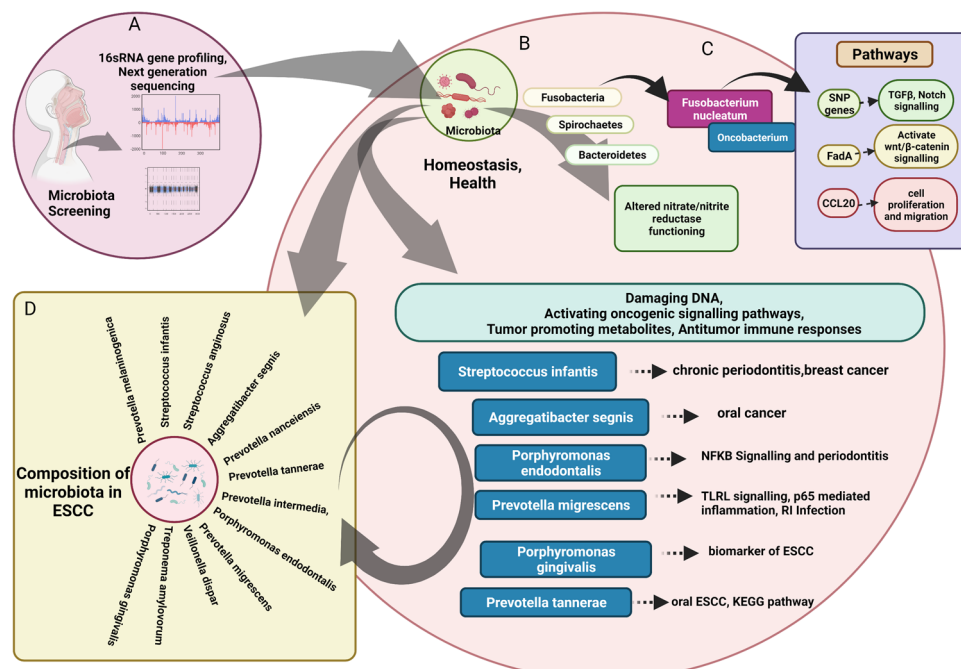 A
16sRNA gene profiling,
Next generation
sequencing
Microbiota
Screening
B
Microbiota
Homeostasis,
Health
Fusobacteria
Spirochaetes
Bacteroidetes
Altered nitrate/nitrite
reductase
functioning
C
Fusobacterium
nucleatum
Oncobacterium
Pathways
SNP
genes
TGFβ, Notch
signalling
FadA
Activate
wnt/β-catenin
signalling
CCL20
cell
proliferation
and migration
D
Prevotella melaminogenica
Streptococcus infantis
Streptococcus anginosus
Aggregatibacter segnis
Prevotella nanceiensis
Prevotella tannerae
Prevotella intermedia,
Porphyromonas endodontalis
Prevotella migrescens
Veillonella dispar
Treponema amylovorum
Porphyromonas gingivalis
Composition of
microbiota in
ESCC
Damaging DNA,
Activating oncogenic signalling pathways,
Tumor promoting metabolites, Antitumor immune responses
Streptococcus infantis
chronic periodontitis,breast cancer
Aggregatibacter segnis
oral cancer
Porphyromonas
endodontalis
NFKB Signalling and periodontitis
Prevotella migrescens
TLRL signalling, p65 mediated
inflammation, RI Infection
Porphyromonas
gingivalis
biomarker of ESCC
Prevotella tannerae
oral ESCC, KEGG pathway